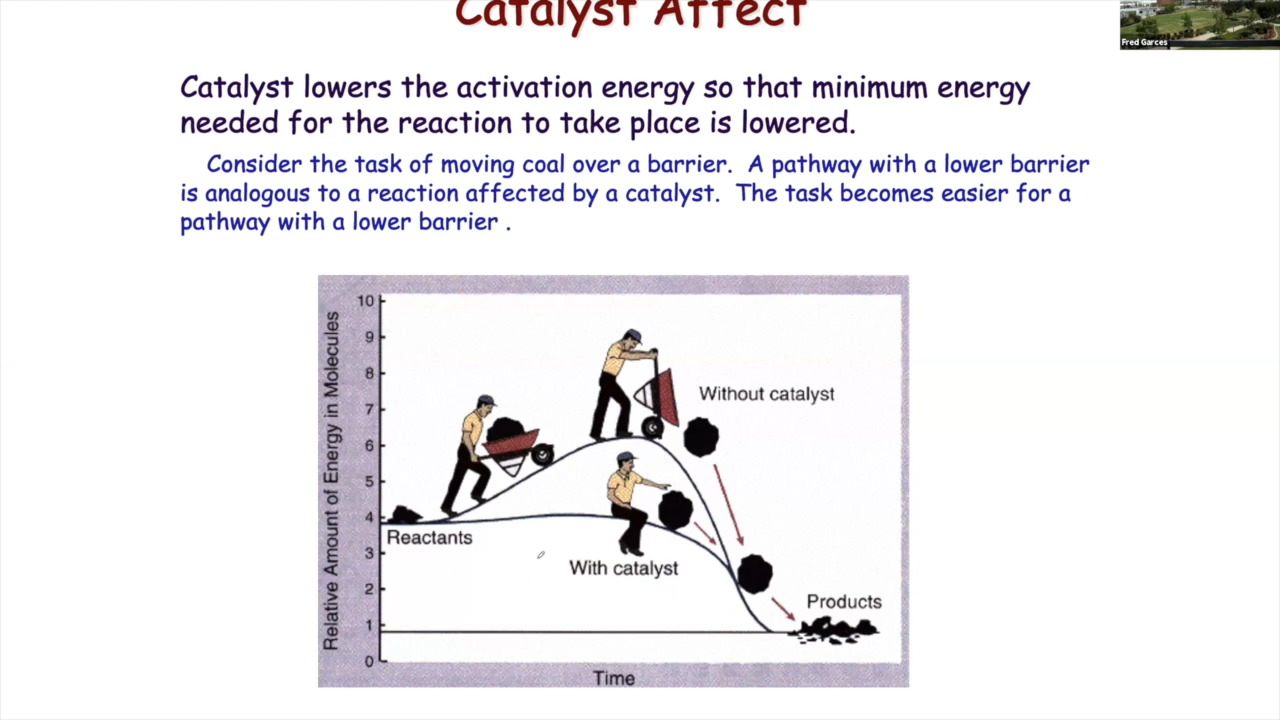 Catalyst Affect
Fred Garces
Catalyst lowers the activation energy so that minimum energy
needed for the reaction to take place is lowered.
Consider the task of moving coal over a barrier. A pathway with a lower barrier
is analogous to a reaction affected by a catalyst. The task becomes easier for a
pathway with a lower barrier .
Relative Amount of Energy in Molecules
10
9
8
7
6
5
4
3
2
1
0
Without catalyst
Reactants
With catalyst
Products
Time